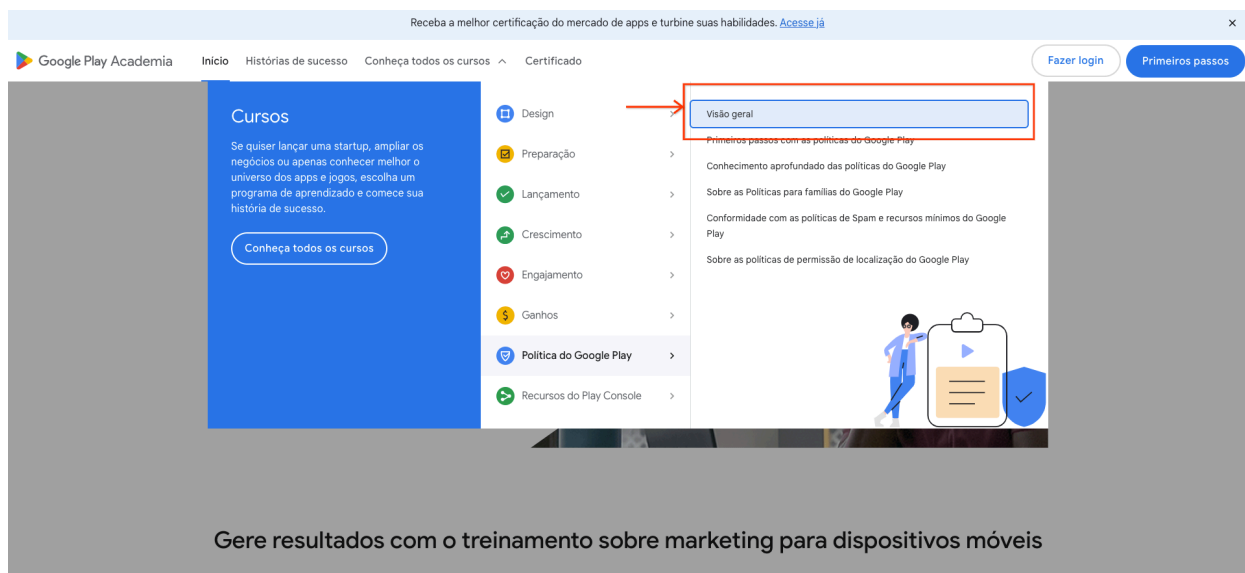 Receba a melhor certificação do mercado de apps e turbine suas habilidades. Acesse já
Google Play Academia
Início
Histórias de sucesso
Conheça todos os cursos
Certificado
Fazer login
Primeiros passos
Cursos
Se quiser lançar uma startup, ampliar os
negócios ou apenas conhecer melhor o
universo dos apps e jogos, escolha um
programa de aprendizado e comece sua
história de sucesso.
Conheça todos os cursos
Design
Preparação
Lançamento
Crescimento
Engajamento
Ganhos
Política do Google Play
Recursos do Play Console
Visão geral
Primeiros passos com as políticas do Google Play
Conhecimento aprofundado das políticas do Google Play
Sobre as Políticas para famílias do Google Play
Conformidade com as políticas de Spam e recursos mínimos do Google
Play
Sobre as políticas de permissão de localização do Google Play
Gere resultados com o treinamento sobre marketing para dispositivos móveis